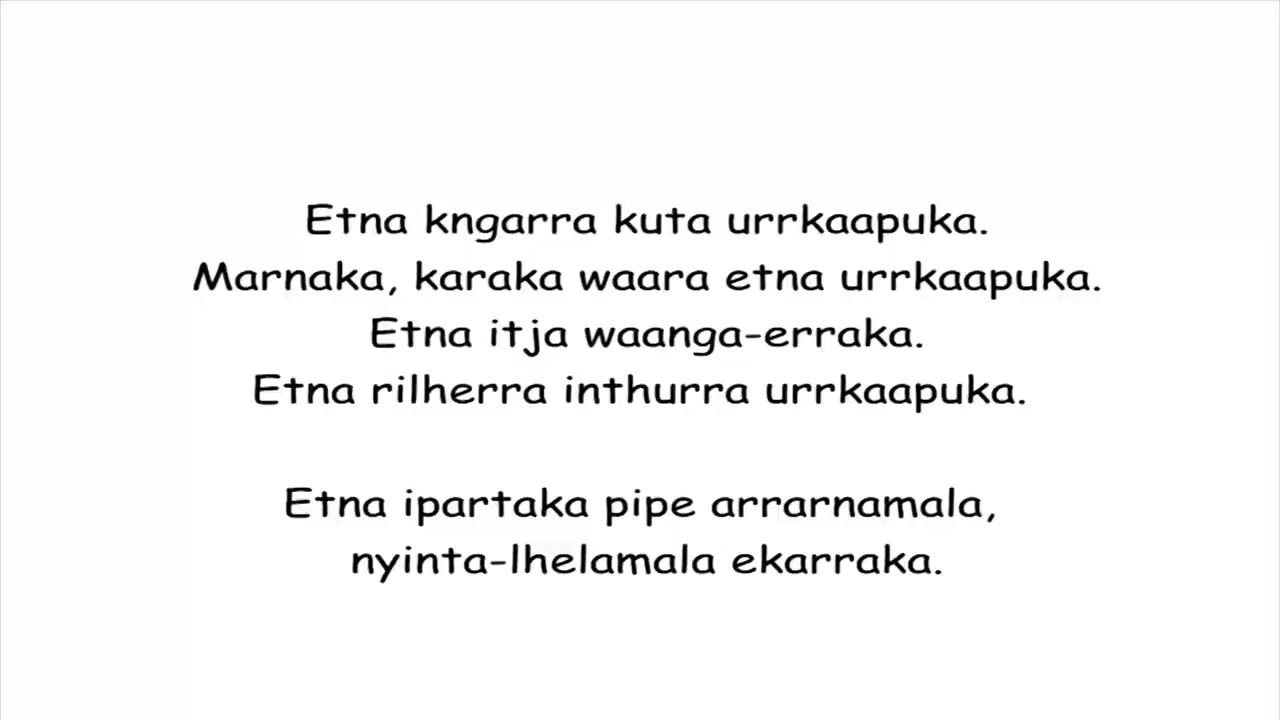 Etna kngarra kuta urrkaapuka.
Marnaka, karaka waara etna urrkaapuka.
Etna itja waanga-erraka.
Etna rilherra inthurra urrkaapuka.
Etna ipartaka pipe arrarnamala,
nyinta-lhelamala ekarraka.